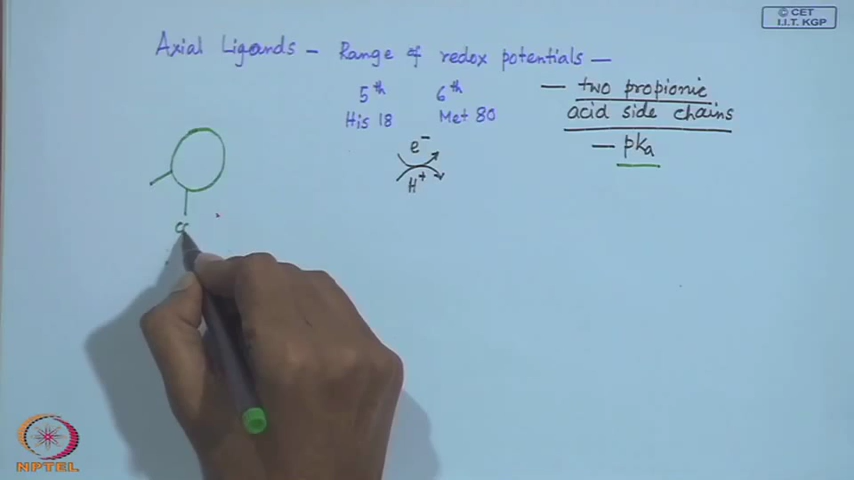 © CET
I.I.T. KGP
Axial Ligands – Range of redox potentials –
5th 6th
His 18 Met 80
e-
H+
– two propionic
acid side chains
– pka
NPTEL